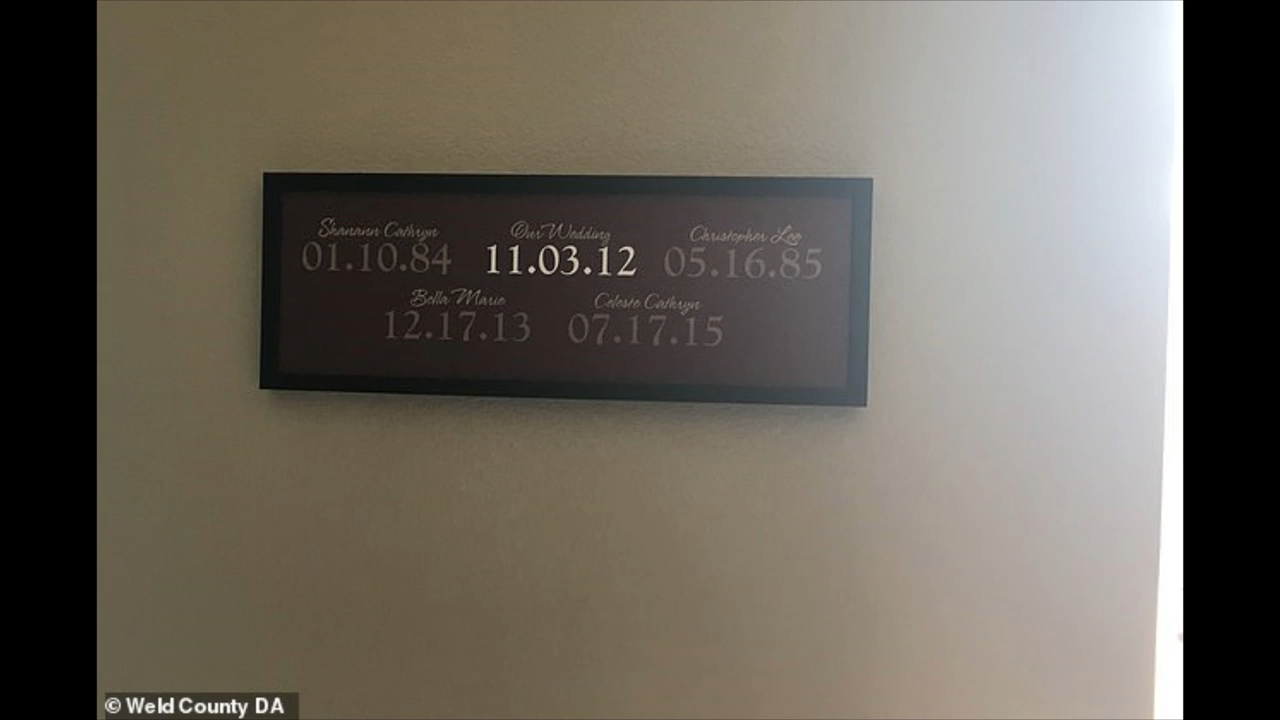 Shanann Cathryn Our Wedding Christopher Lee
01.10.84 11.03.12 05.16.85
Bella Marie Celeste Cathryn
12.17.13 07.17.15
© Weld County DA